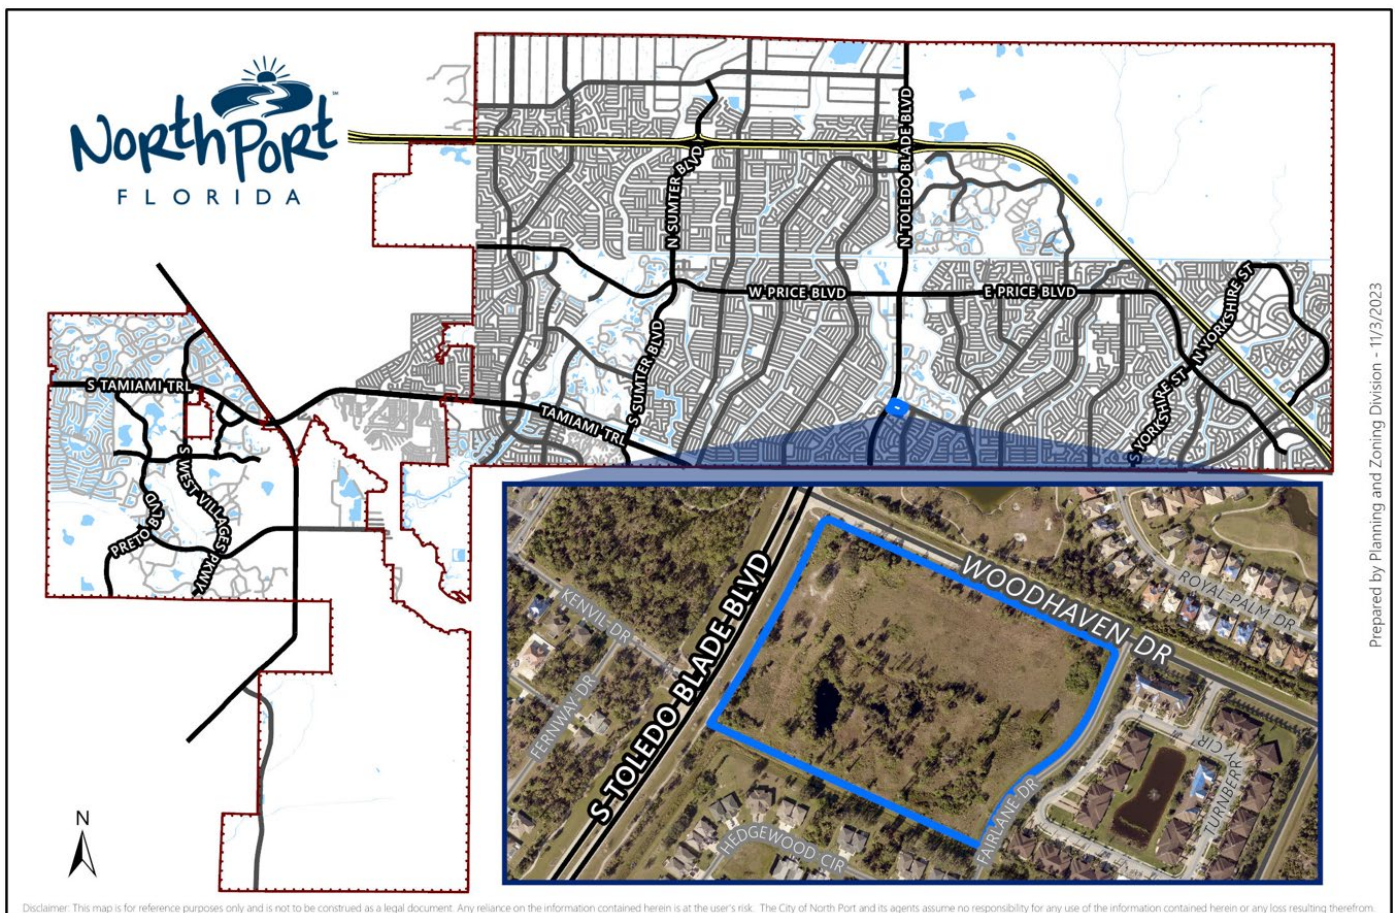 North Port
FLORIDA
N TOLEDO BLADE BLVD
N SUMTER BLVD
W PRICE BLVD
E PRICE BLVD
N YORKSHIRE ST
S YORKSHIRE ST
S SUMTER BLVD
TAMIAMI TRL
S TAMIAMI TRL
S WEST VILLAGES PKWY
PRETO BLVD
S TOLEDO BLADE BLVD
WOODHAVEN DR
ROYAL PALM DR
KENVIL DR
FERNWAY DR
TURNBERRY CIR
FAIRLANE DR
HEDGEWOOD CIR
N
Prepared by Planning and Zoning Division - 11/3/2023
Disclaimer: This map is for reference purposes only and is not to be construed as a legal document. Any reliance on the information contained herein is at the user's risk. The City of North Port and its agents assume no responsibility for any use of the information contained herein or any loss resulting therefrom.